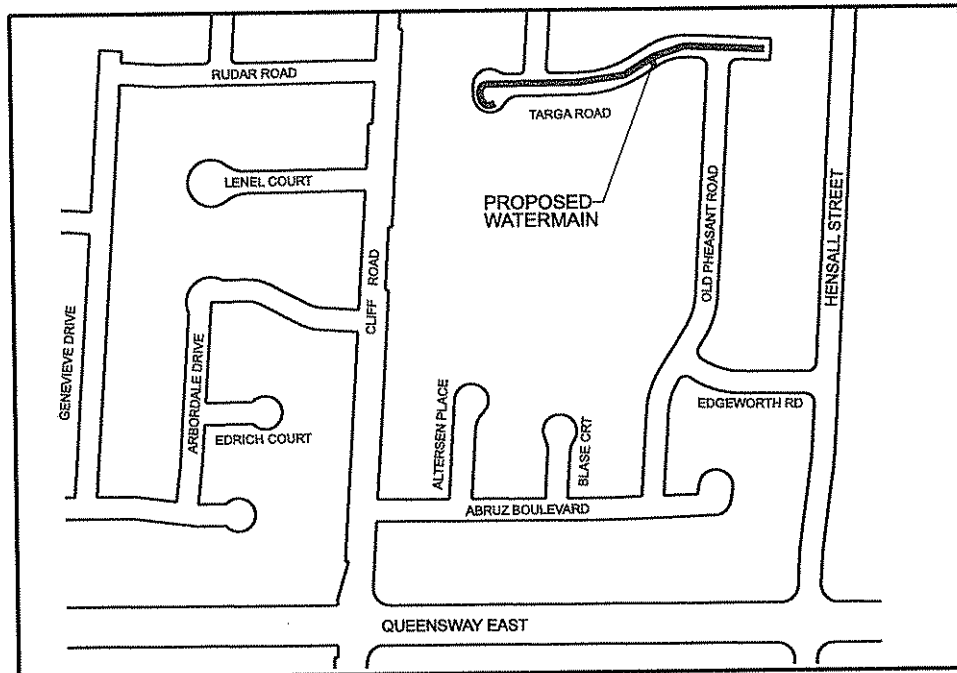 RUDAR ROAD
TARGA ROAD
LENEL COURT
PROPOSED
WATERMAIN
OLD PHEASANT ROAD
HENSALL STREET
CLIFF ROAD
GENEVIEVE DRIVE
ARBORDALE DRIVE
EDRICH COURT
ALTERSEN PLACE
BLASE CRT
EDGEWORTH RD
ABRUZ BOULEVARD
QUEENSWAY EAST